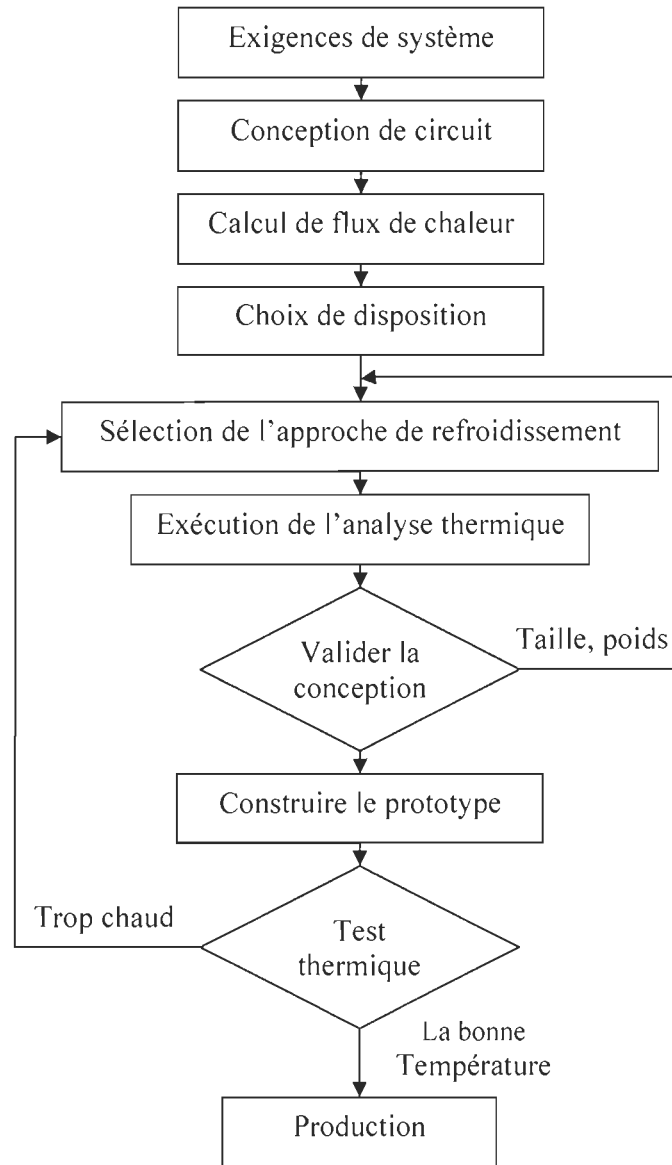 Exigences de système
Conception de circuit
Calcul de flux de chaleur
Choix de disposition
Sélection de l'approche de refroidissement
Exécution de l'analyse thermique
Valider la
conception
Taille, poids
Construire le prototype
Trop chaud
Test
thermique
La bonne
Température
Production